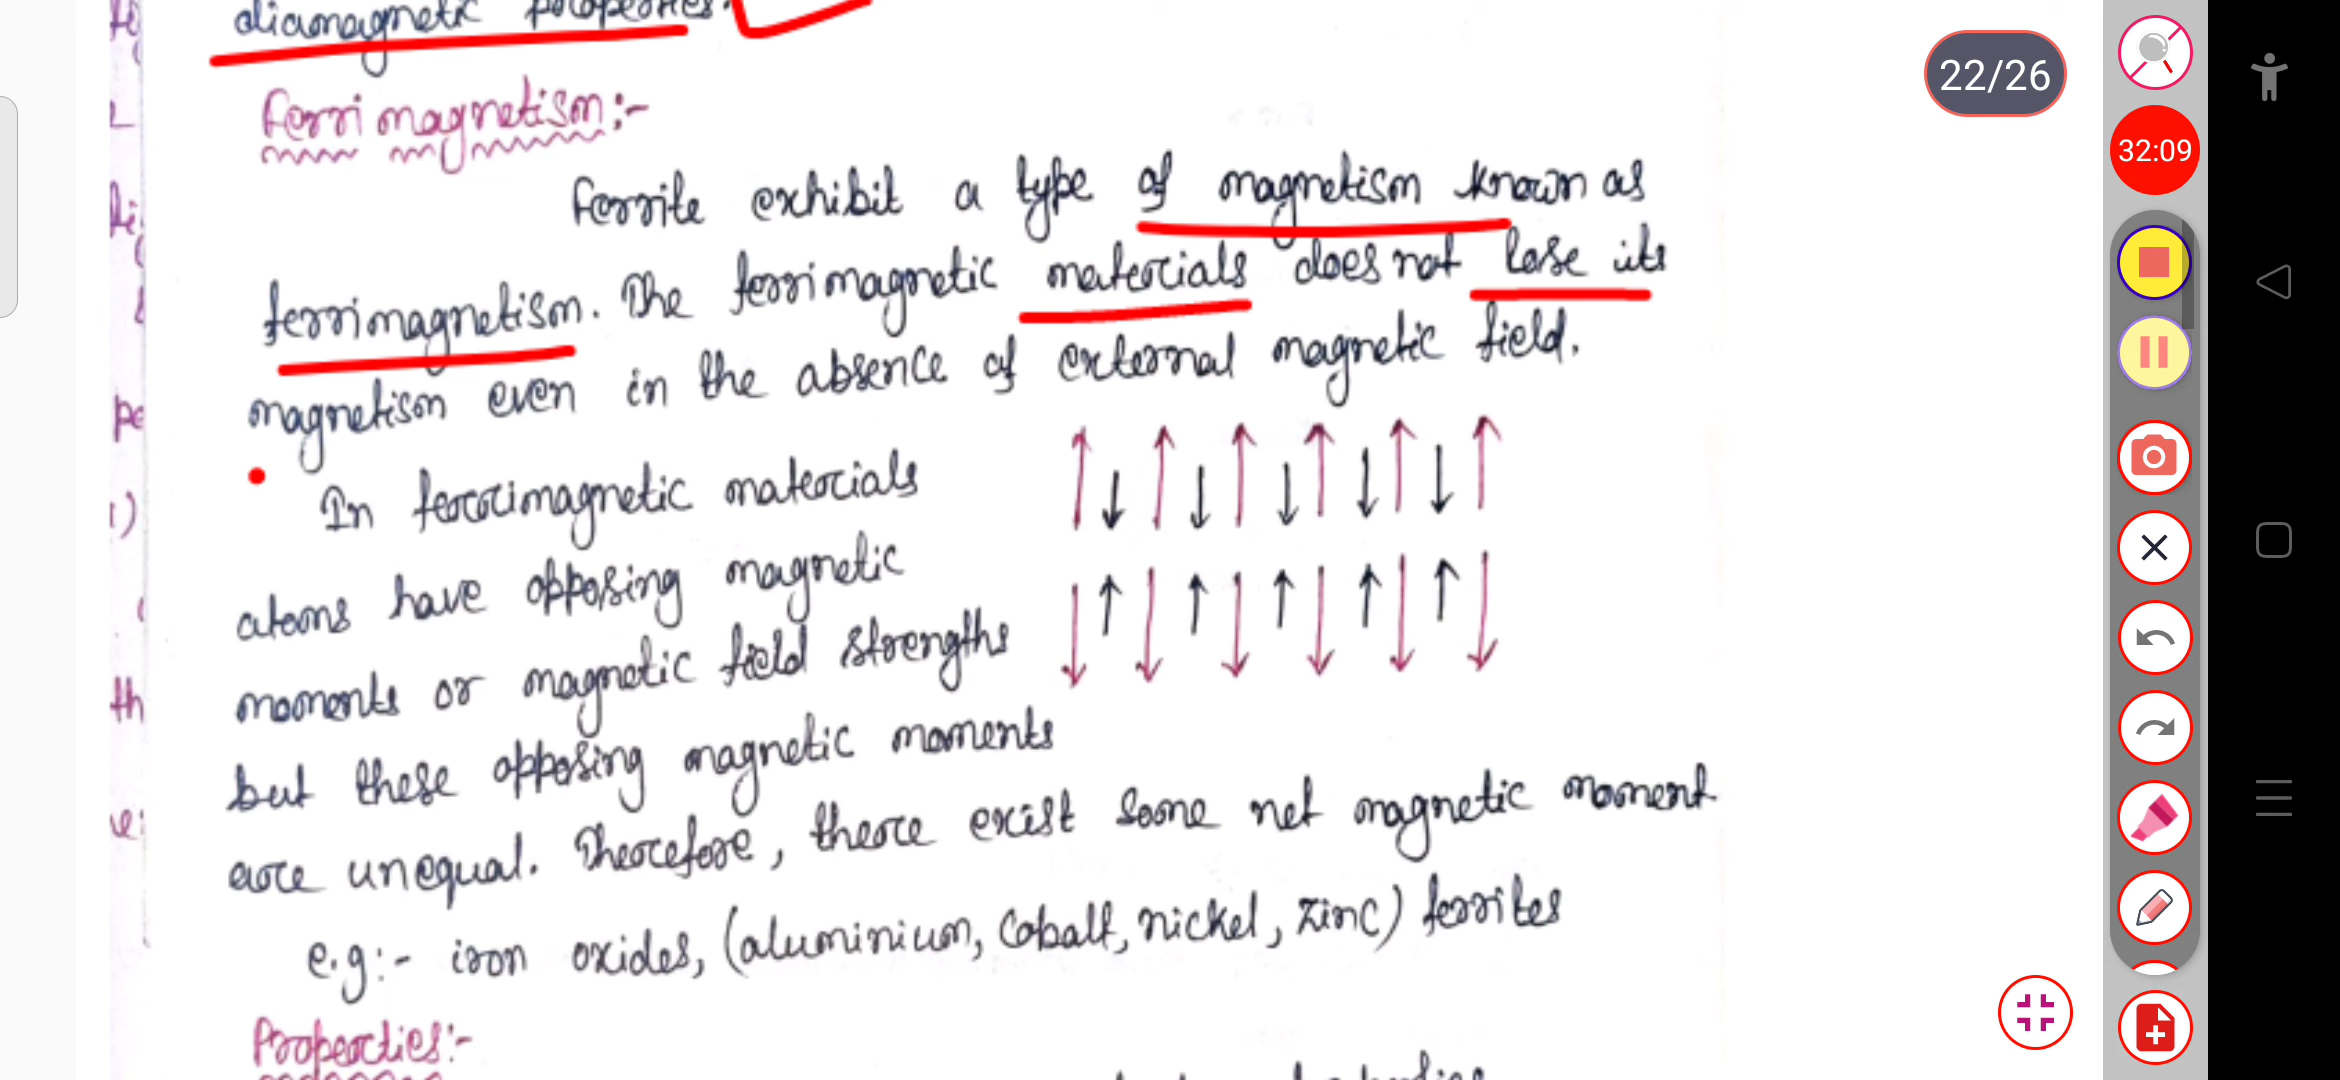 diamagnetic properties.
22/26
Ferri magnetism:-
32:09
Ferrite exhibit a type of magnetism known as
ferrimagnetism. The ferrimagnetic materials does not lose its
magnetism even in the absence of external magnetic field.
In ferrimagnetic materials
atoms have opposing magnetic
moments or magnetic field strengths
but these opposing magnetic moments
are unequal. Therefore, there exist some net magnetic moment
e.g:- iron oxides, (aluminium, cobalt, nickel, zinc) ferrites
Properties:-